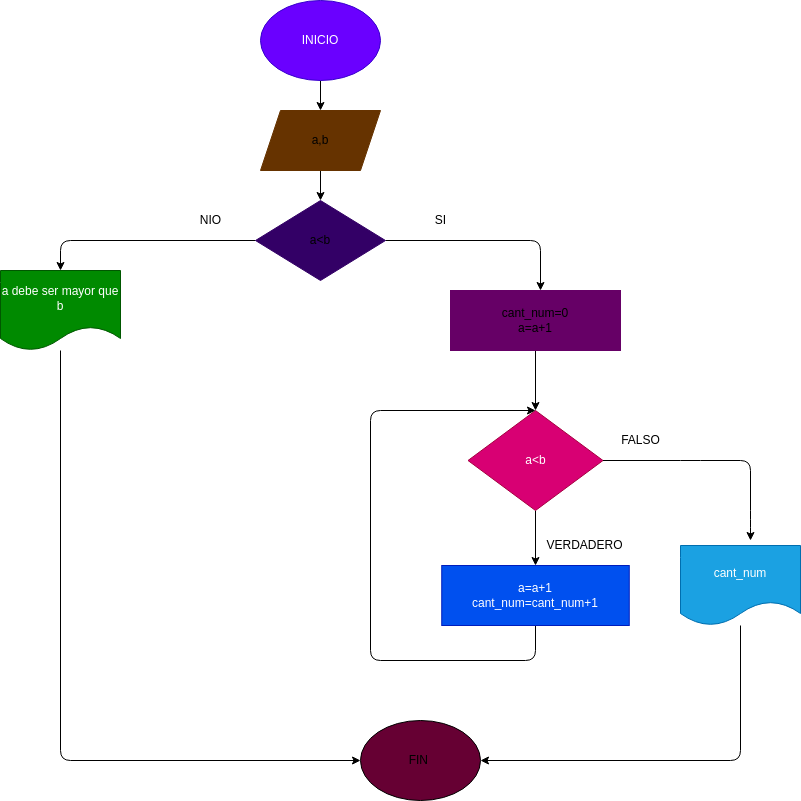 INICIO
a,b
NIO
a<b
SI
a debe ser mayor que
b
cant_num=0
a=a+1
a<b
FALSO
VERDADERO
a=a+1
cant_num=cant_num+1
cant_num
FIN